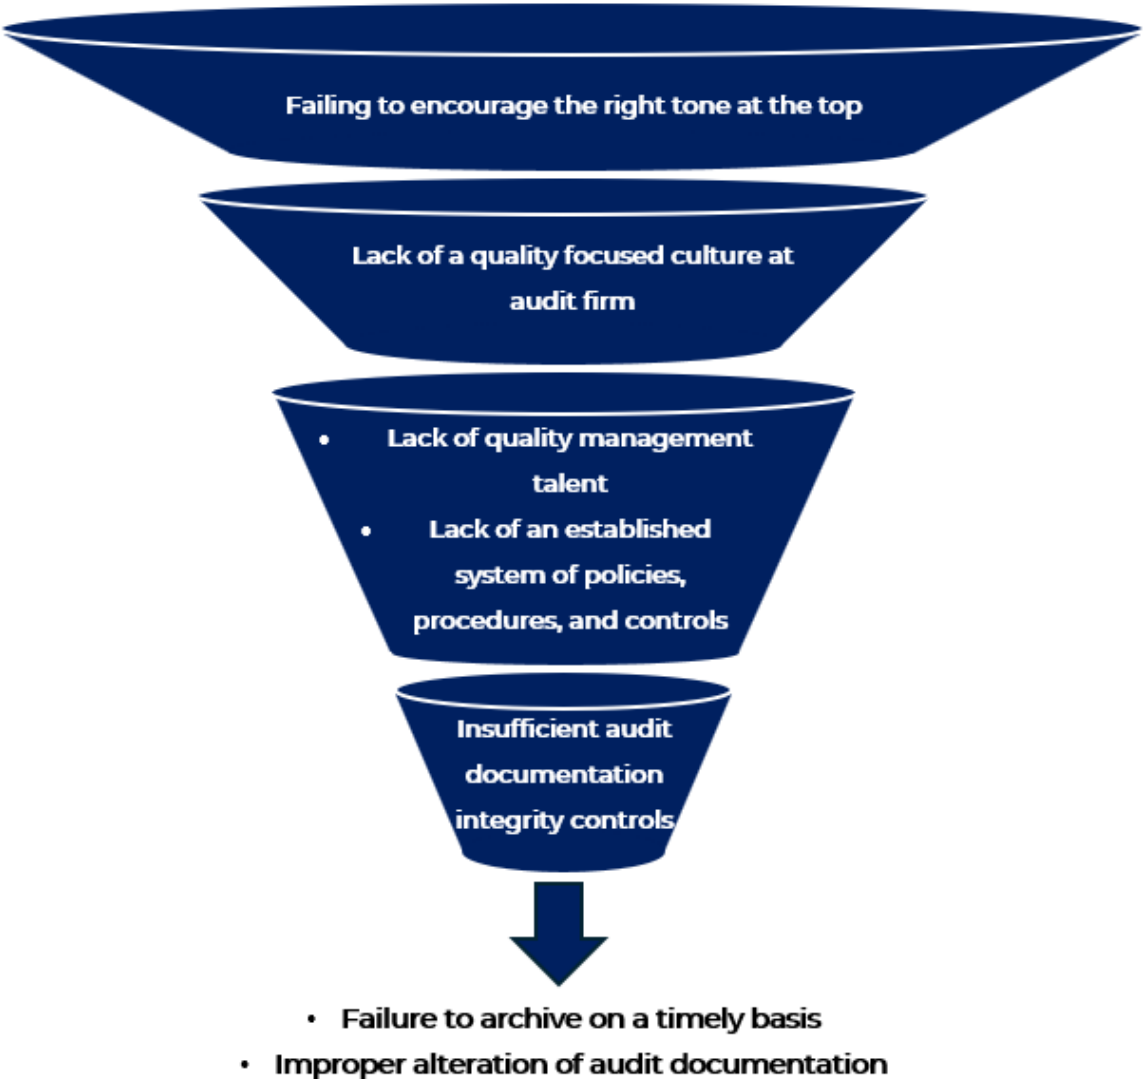 Failing to encourage the right tone at the top
Lack of a quality focused culture at
audit firm
• Lack of quality management
talent
• Lack of an established
system of policies,
procedures, and controls
Insufficient audit
documentation
integrity controls
• Failure to archive on a timely basis
• Improper alteration of audit documentation